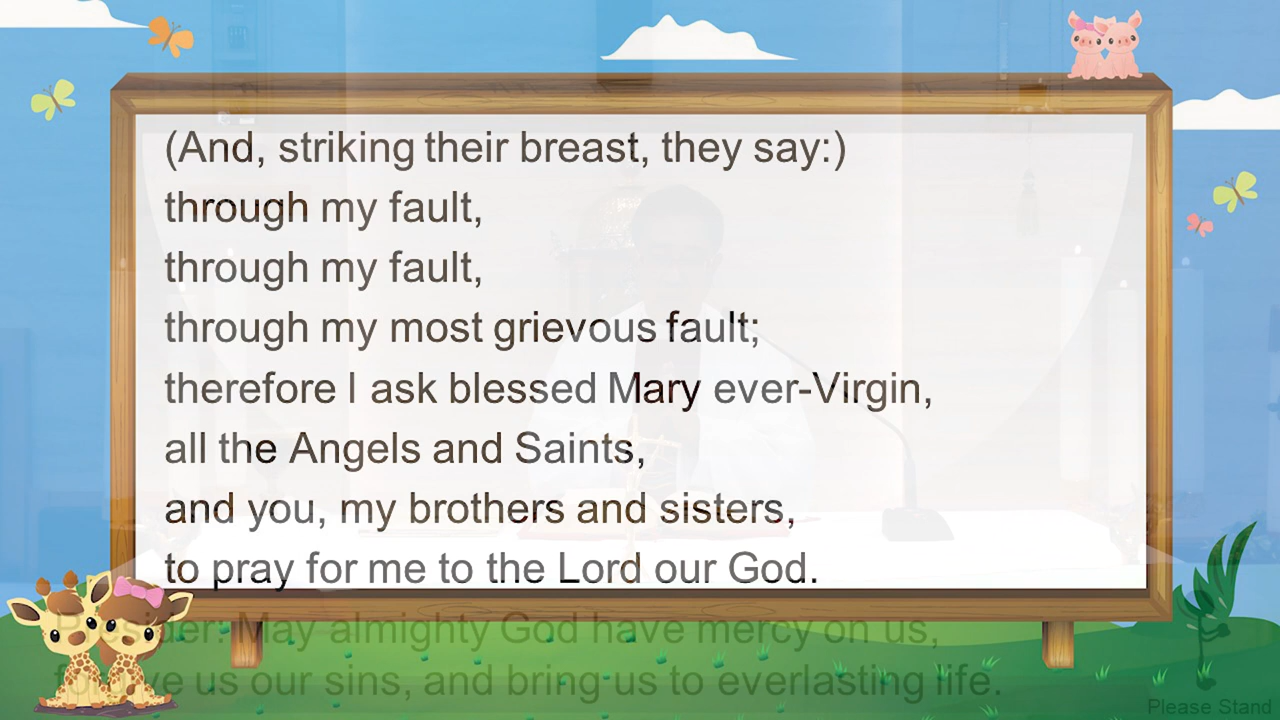 (And, striking their breast, they say:)
through my fault,
through my fault,
through my most grievous fault;
therefore I ask blessed Mary ever-Virgin,
all the Angels and Saints,
and you, my brothers and sisters,
to pray for me to the Lord our God.
Presider: May almighty God have mercy on us,
forgive us our sins, and bring us to everlasting life.
Please Stand